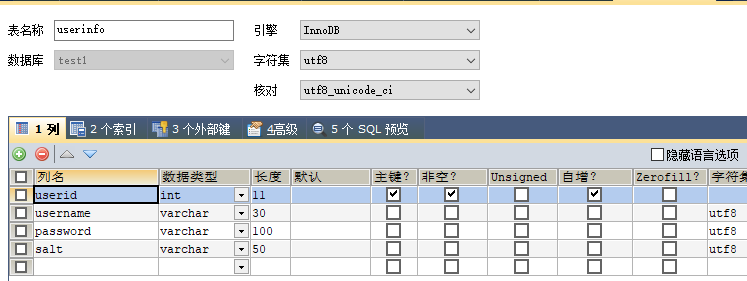 表名称 userinfo 引擎 InnoDB
数据库 test1 字符集 utf8
核对 utf8_unicode_ci
1 列 2 个索引 3 个外部键 4高级 5 个 SQL 预览
隐藏语言选项
列名 数据类型 长度 默认 主键? 非空? Unsigned 自增? Zerofill? 字符集
userid int 11
username varchar 30 utf8
password varchar 100 utf8
salt varchar 50 utf8